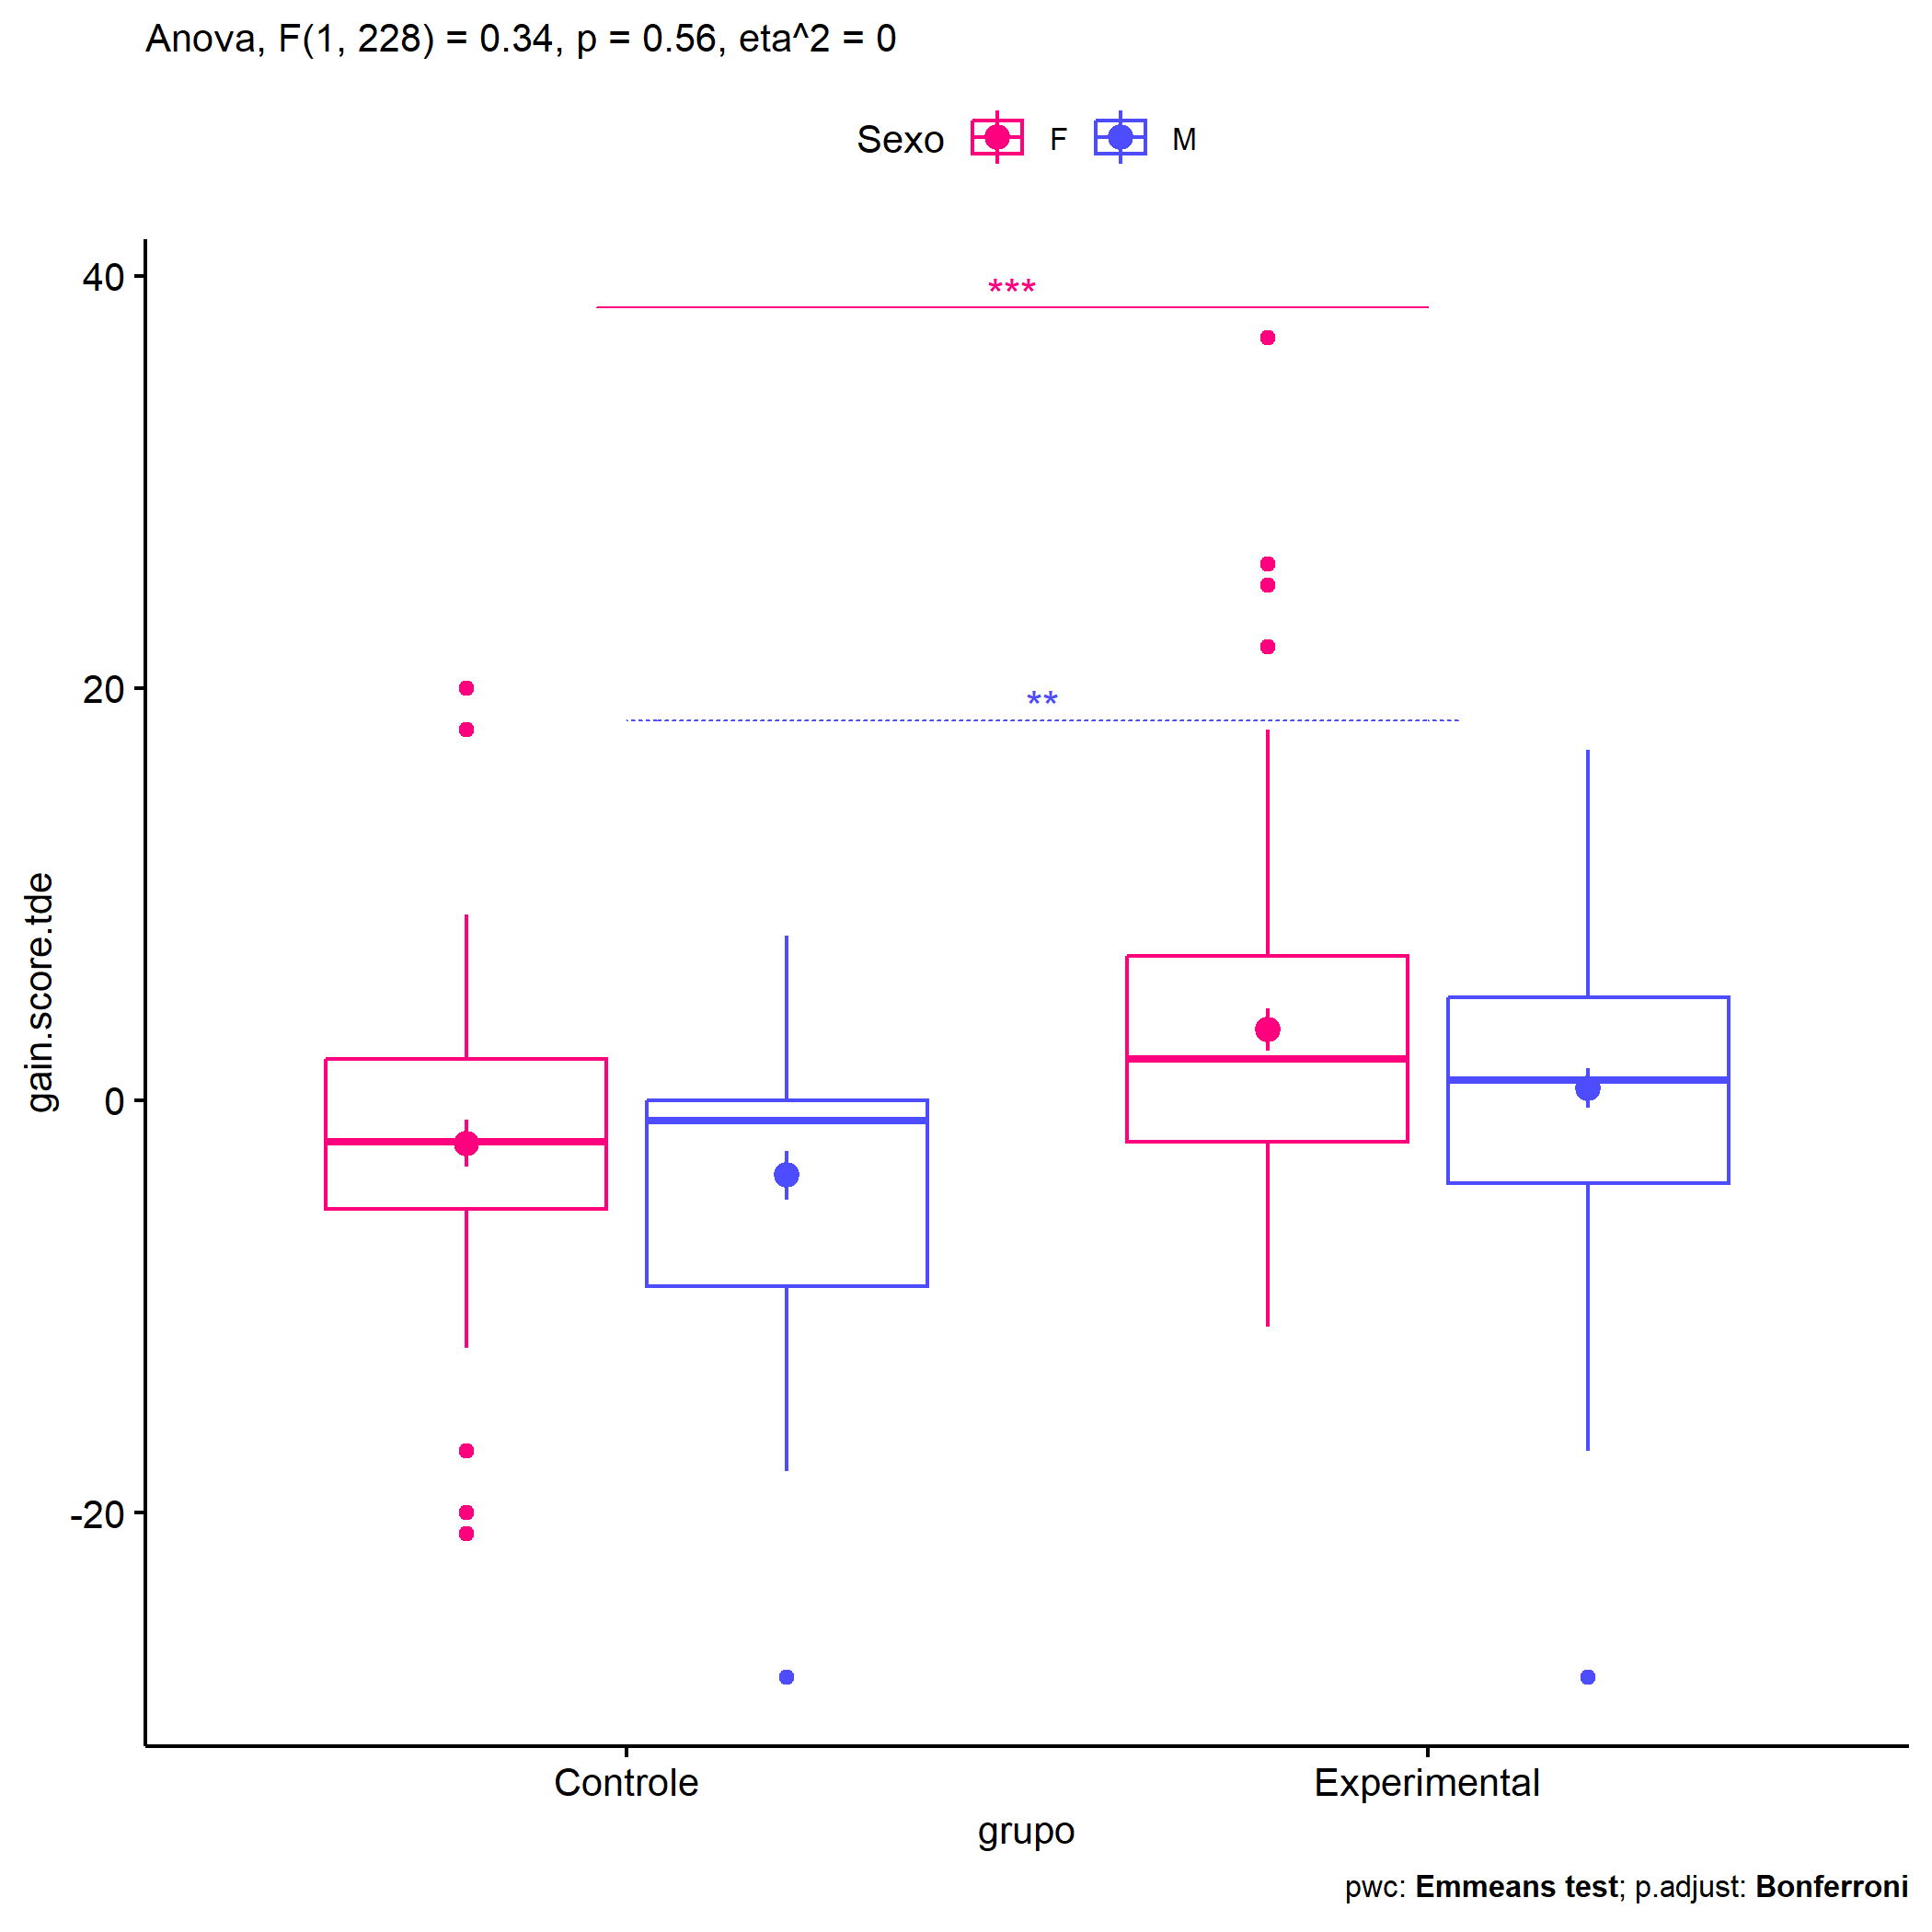 Anova, F(1, 228) = 0.34, p = 0.56, eta^2 = 0
Sexo F M
40
***
20
**
gain.score.tde
0
-20
Controle Experimental
grupo
pwc: Emmeans test; p.adjust: Bonferroni